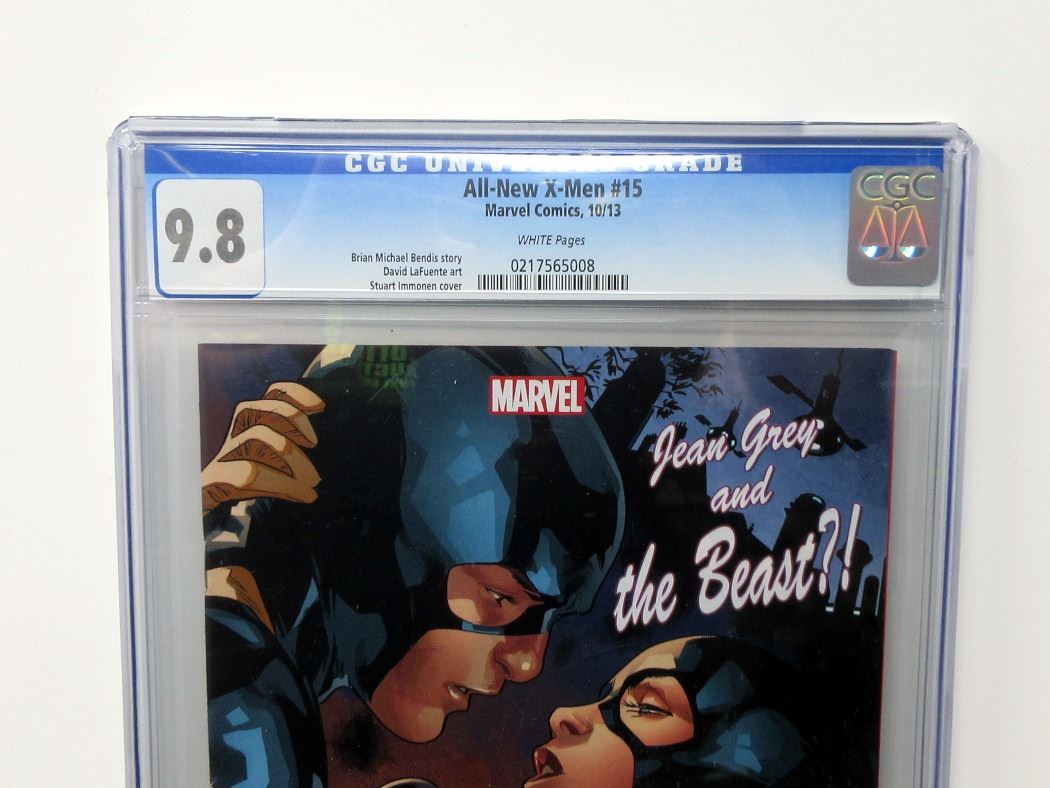 CGC UNIVERSAL GRADE
9.8
All-New X-Men #15
Marvel Comics, 10/13
WHITE Pages
Brian Michael Bendis story
David LaFuente art
Stuart Immonen cover
0217565008
CGC
MARVEL
Jean Grey
and
the Beast?!